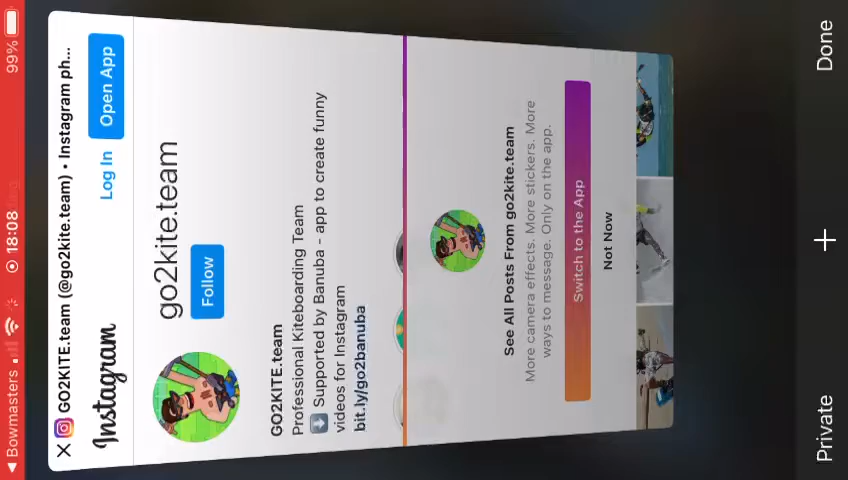 Bowmasters
18:08
99%
GO2KITE.team (@go2kite.team) • Instagram ph...
Instagram
Log In
Open App
go2kite.team
Follow
GO2KITE.team
Professional Kiteboarding Team
➡️ Supported by Banuba - app to create funny
videos for Instagram
bit.ly/go2banuba
See All Posts From go2kite.team
More camera effects. More stickers. More
ways to message. Only on the app.
Switch to the App
Not Now
Private
Done